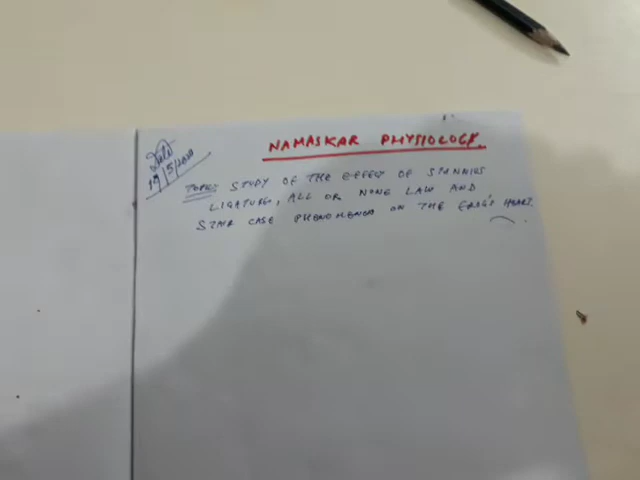 NAMASKAR PHYSIOLOGY.
Date
19/5/2020
TOPIC: STUDY OF THE EFFECT OF STANNIUS
LIGATURES, ALL OR NONE LAW AND
STAIR CASE PHENOMENON ON THE FROG'S HEART.